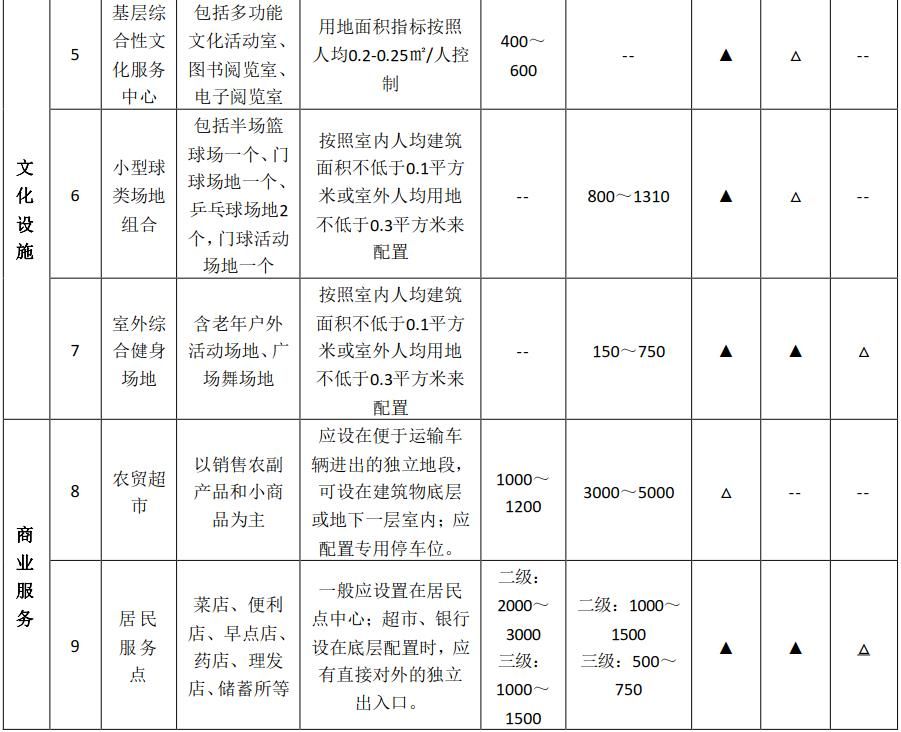 文
化
设
施
5
基层综
合性文
化服务
中心
包括多功能
文化活动室、
图书阅览室、
电子阅览室
用地面积指标按照
人均0.2-0.25㎡/人控
制
400～
600
--
▲
△
--
6
小型球
类场地
组合
包括半场篮
球场一个、门
球场地一个、
乒乓球场地2
个，门球活动
场地一个
按照室内人均建筑
面积不低于0.1平方
米或室外人均用地
不低于0.3平方米来
配置
--
800～1310
▲
△
--
7
室外综
合健身
场地
含老年户外
活动场地、广
场舞场地
按照室内人均建筑
面积不低于0.1平方
米或室外人均用地
不低于0.3平方米来
配置
--
150～750
▲
▲
△
商
业
服
务
8
农贸超
市
以销售农副
产品和小商
品为主
应设在便于运输车
辆进出的独立地段，
可设在建筑物底层
或地下一层室内；应
配置专用停车位。
1000～
1200
3000～5000
△
--
--
9
居民
服务
点
菜店、便利
店、早点店、
药店、理发
店、储蓄所等
一般应设置在居民
点中心；超市、银行
设在底层配置时，应
有直接对外的独立
出入口。
二级：
2000～
3000
三级：
1000～
1500
二级：1000～
1500
三级：500～
750
▲
▲
△